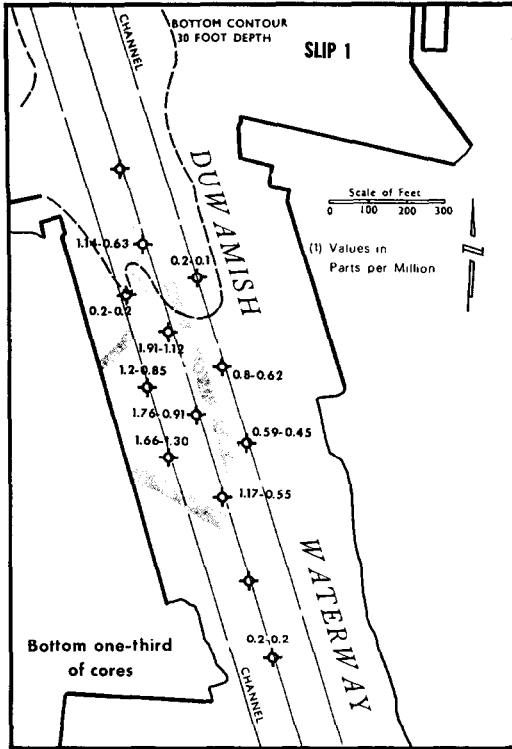 BOTTOM CONTOUR
30 FOOT DEPTH
SLIP 1
CHANNEL
DUWAMISH
Scale of Feet
0 100 200 300
N
(1) Values in
Parts per Million
1.14-0.63
0.2-0.1
0.2-0.2
1.91-1.12
1.2-0.85
0.8-0.62
1.76-0.91
0.59-0.45
1.66-1.30
1.17-0.55
WATERWAY
Bottom one-third
of cores
0.2-0.2
CHANNEL